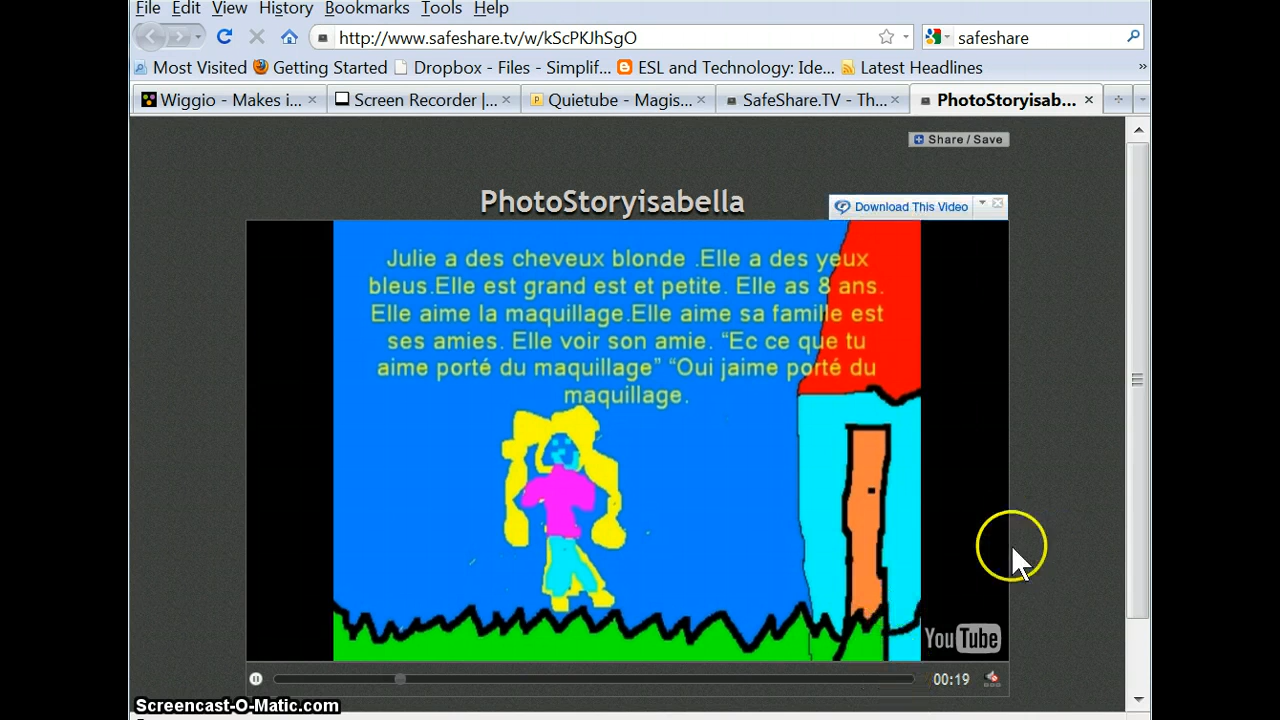 File Edit View History Bookmarks Tools Help
http://www.safeshare.tv/w/kScPKJhSgO
safeshare
Most Visited Getting Started Dropbox - Files - Simplif... ESL and Technology: Ide... Latest Headlines »
Wiggio - Makes i... Screen Recorder |... Quietube - Magis... SafeShare.TV - Th... PhotoStoryisab...
Share / Save
PhotoStoryisabella
Download This Video
Julie a des cheveux blonde .Elle a des yeux
bleus.Elle est grand est et petite. Elle as 8 ans.
Elle aime la maquillage.Elle aime sa famille est
ses amies. Elle voir son amie. “Ec ce que tu
aime porté du maquillage” “Oui jaime porté du
maquillage.
YouTube
00:19
Screencast-O-Matic.com